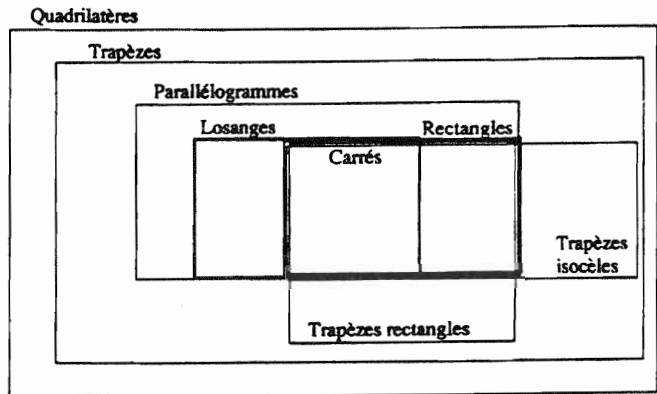 Quadrilatères
Trapèzes
Parallélogrammes
Losanges
Rectangles
Carrés
Trapèzes
isocèles
Trapèzes rectangles